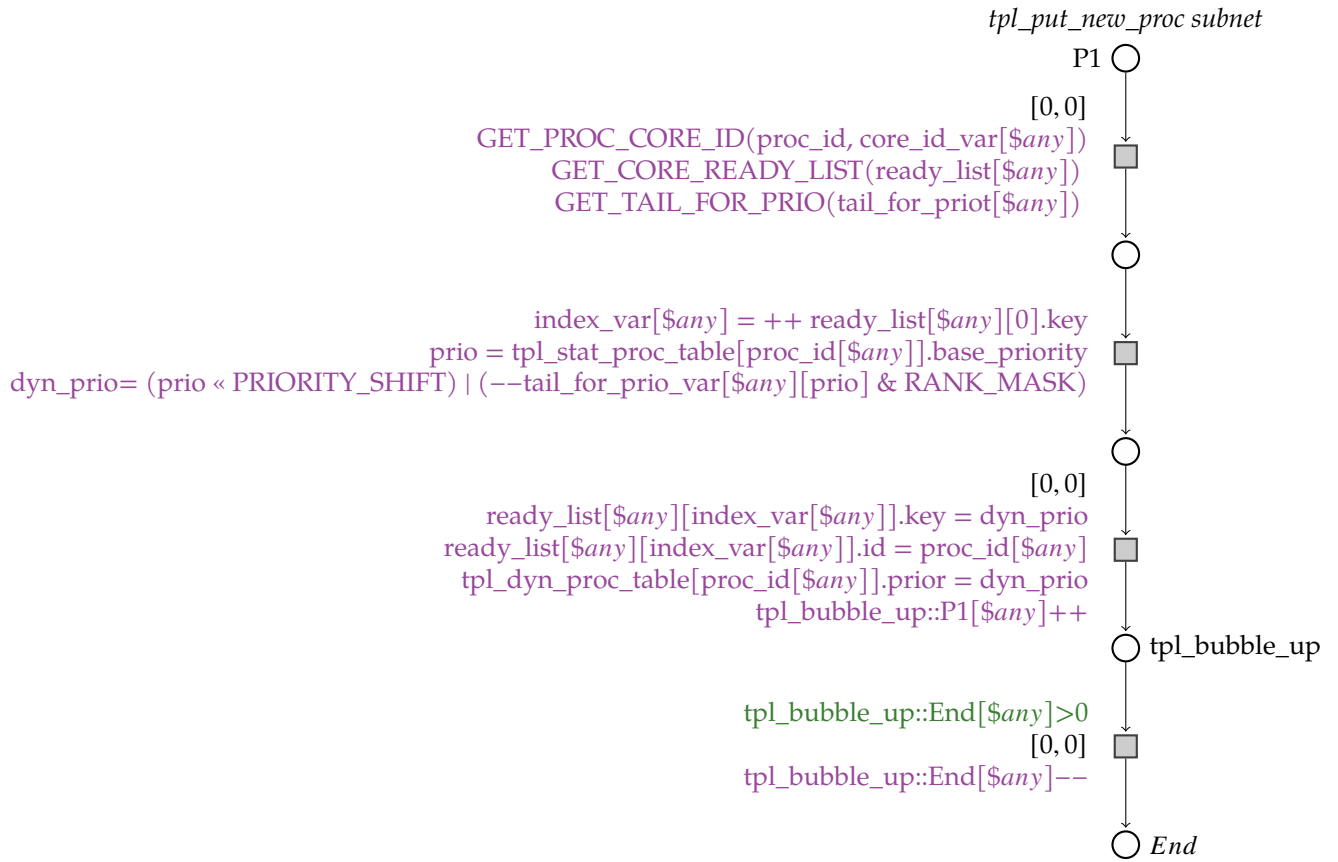 tpl_put_new_proc subnet
P1
[0, 0]
GET_PROC_CORE_ID(proc_id, core_id_var[$any])
GET_CORE_READY_LIST(ready_list[$any])
GET_TAIL_FOR_PRIO(tail_for_priot[$any])
index_var[$any] = ++ ready_list[$any][0].key
prio = tpl_stat_proc_table[proc_id[$any]].base_priority
dyn_prio= (prio « PRIORITY_SHIFT) | (−−tail_for_prio_var[$any][prio] & RANK_MASK)
[0, 0]
ready_list[$any][index_var[$any]].key = dyn_prio
ready_list[$any][index_var[$any]].id = proc_id[$any]
tpl_dyn_proc_table[proc_id[$any]].prior = dyn_prio
tpl_bubble_up::P1[$any]++
tpl_bubble_up
tpl_bubble_up::End[$any]>0
[0, 0]
tpl_bubble_up::End[$any]−−
End